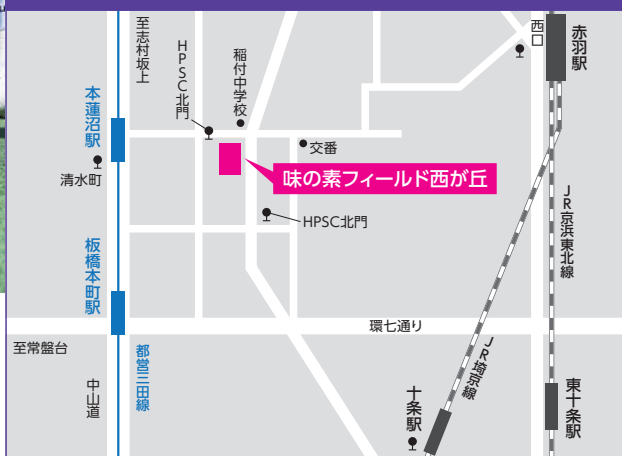 至志村坂上
HPSC北門
稲付中学校
西口
赤羽駅
本蓮沼駅
交番
清水町
味の素フィールド西が丘
HPSC北門
JR京浜東北線
板橋本町駅
環七通り
至常盤台
都営三田線
中山道
JR埼京線
十条駅
東十条駅